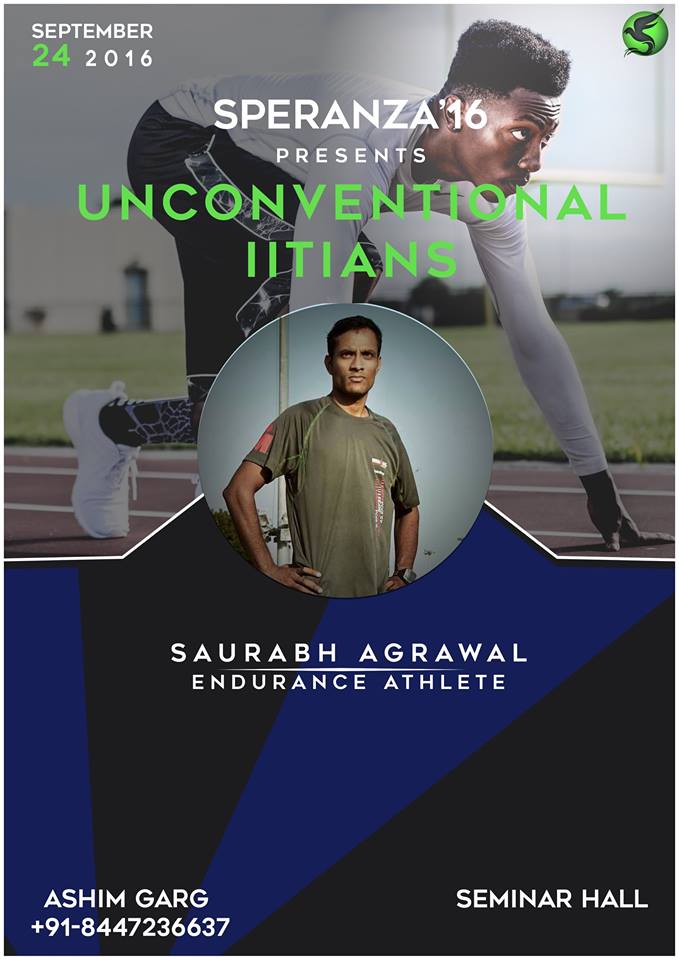 SEPTEMBER
24 2016
SPERANZA'16
PRESENTS
UNCONVENTIONAL
IITIANS
SAURABH AGRAWAL
ENDURANCE ATHLETE
ASHIM GARG
+91-8447236637
SEMINAR HALL